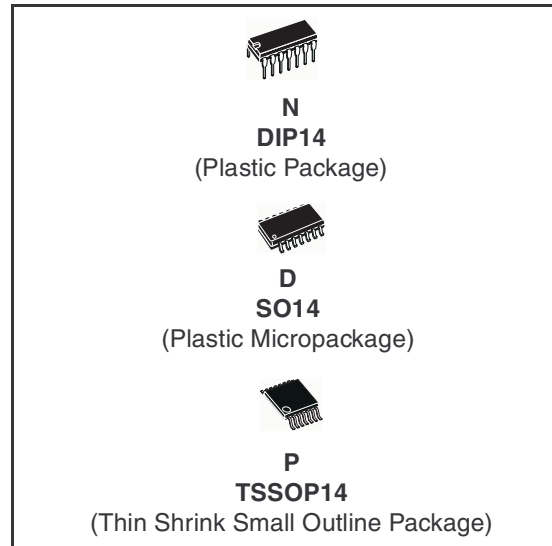 N
DIP14
(Plastic Package)
D
SO14
(Plastic Micropackage)
P
TSSOP14
(Thin Shrink Small Outline Package)